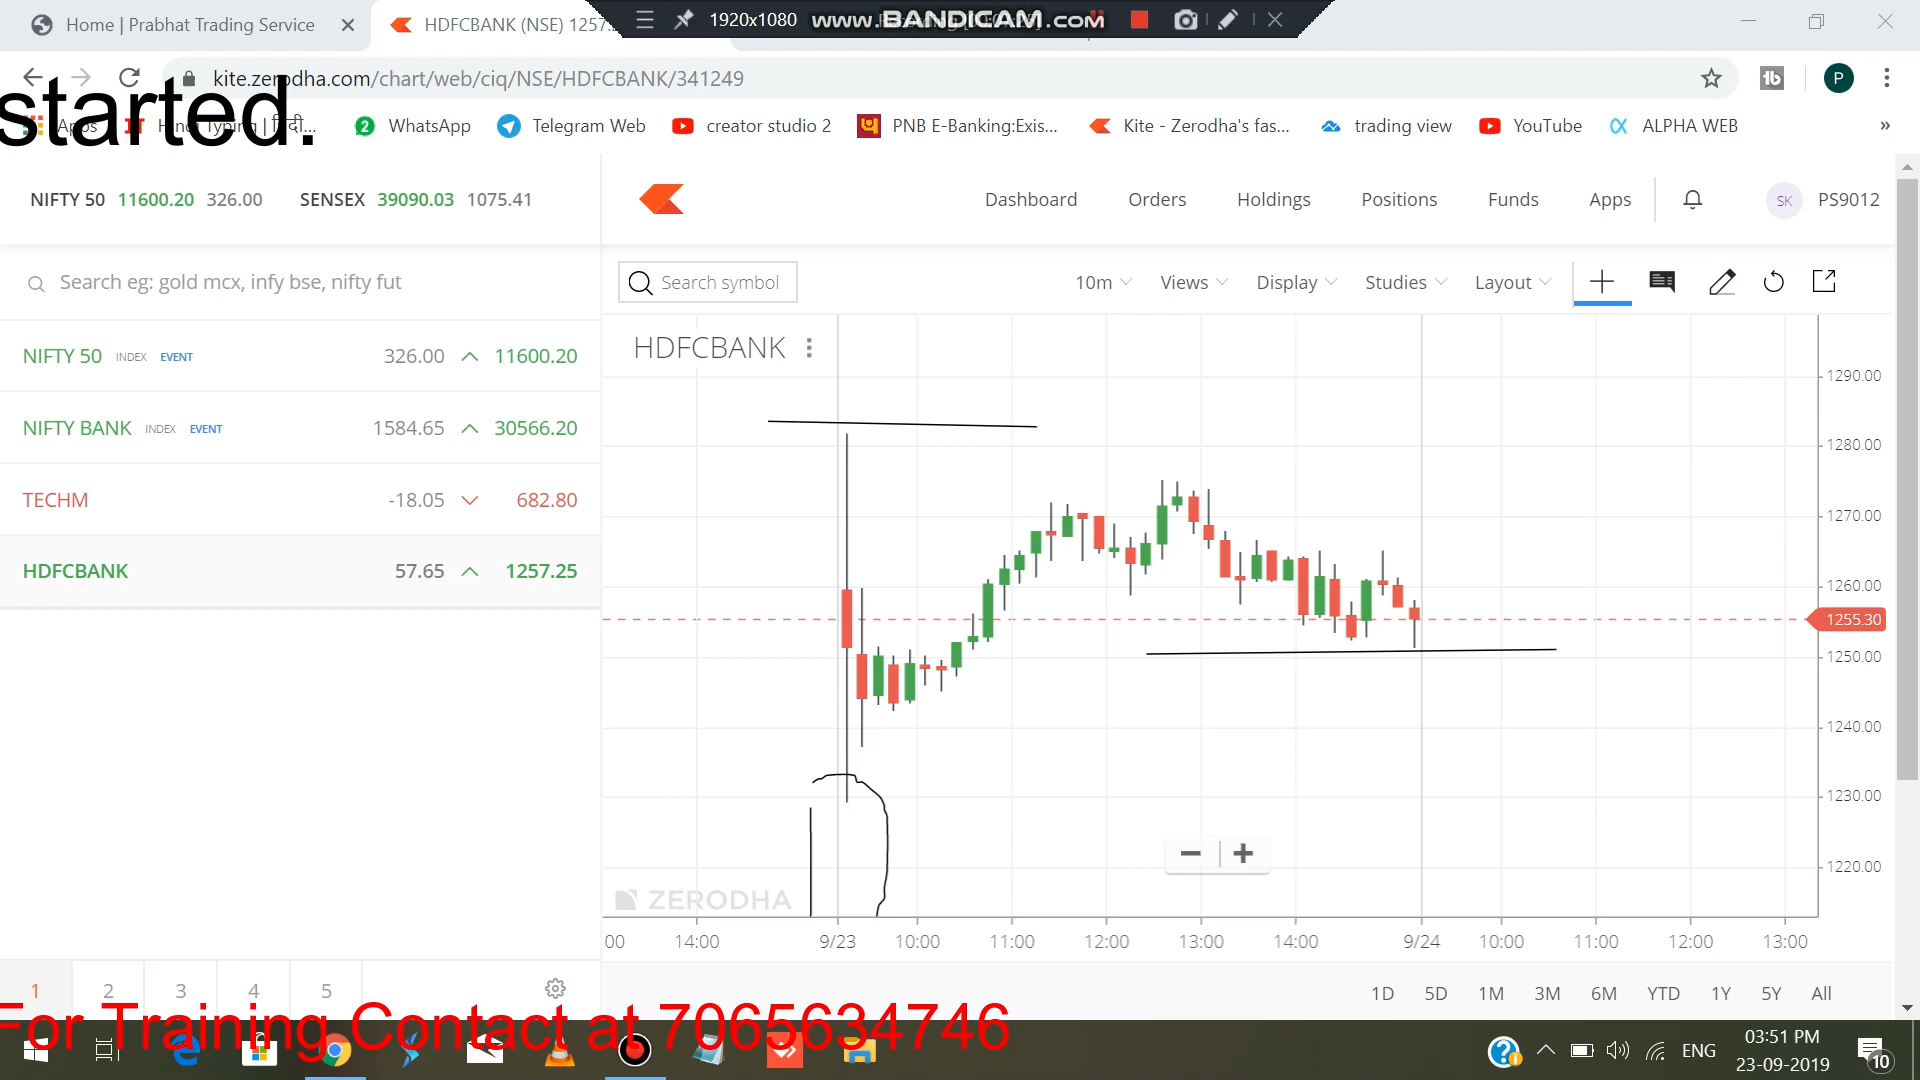 Home | Prabhat Trading Service
HDFCBANK (NSE) 1257.
1920x1080
www.BANDICAM.com
kite.zerodha.com/chart/web/ciq/NSE/HDFCBANK/341249
started.
Apps
Hindi Typing | हिंदी...
WhatsApp
Telegram Web
creator studio 2
PNB E-Banking:Exis...
Kite - Zerodha's fas...
trading view
YouTube
ALPHA WEB
»
NIFTY 50 11600.20 326.00 SENSEX 39090.03 1075.41
Dashboard Orders Holdings Positions Funds Apps SK PS9012
Search eg: gold mcx, infy bse, nifty fut
Search symbol 10m Views Display Studies Layout
NIFTY 50 INDEX EVENT 326.00 11600.20
NIFTY BANK INDEX EVENT 1584.65 30566.20
TECHM -18.05 682.80
HDFCBANK 57.65 1257.25
HDFCBANK
1290.00
1280.00
1270.00
1260.00
1255.30
1250.00
1240.00
1230.00
1220.00
ZERODHA
00 14:00 9/23 10:00 11:00 12:00 13:00 14:00 9/24 10:00 11:00 12:00 13:00
1 2 3 4 5
1D 5D 1M 3M 6M YTD 1Y 5Y All
For Training Contact at 7065634746
ENG
03:51 PM
23-09-2019
10